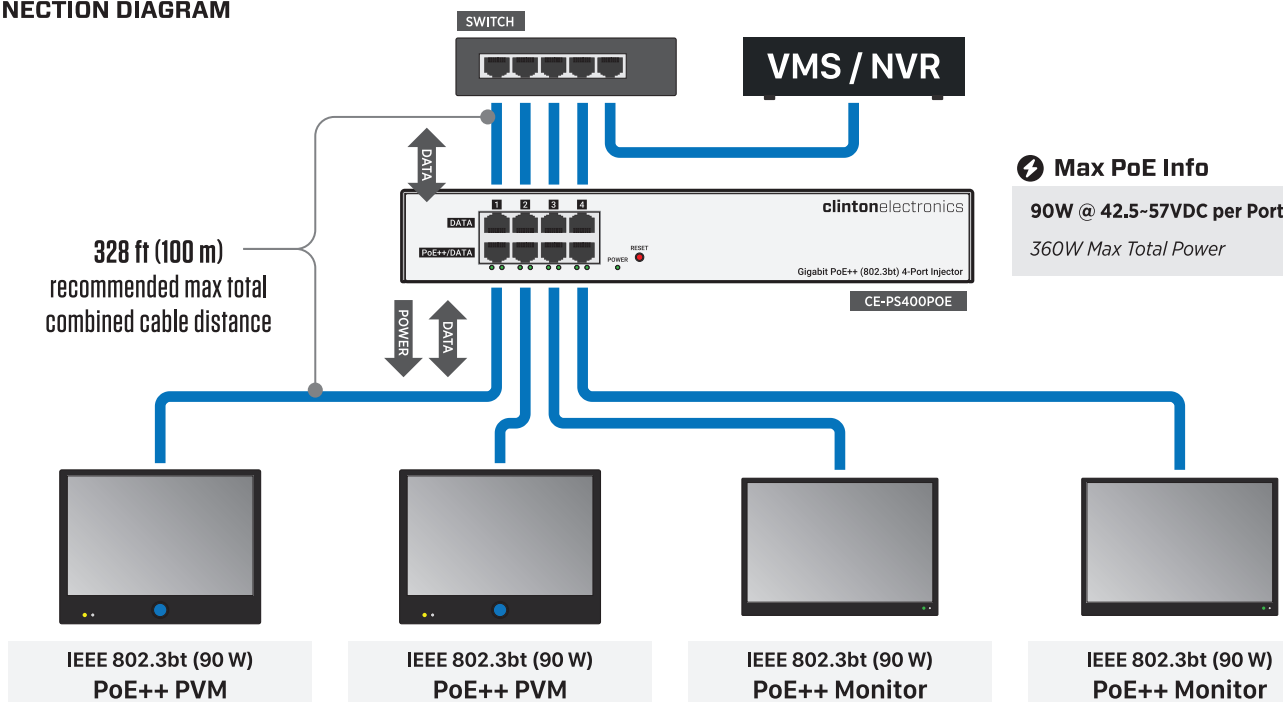 NECTION DIAGRAM
SWITCH
VMS / NVR
DATA
Max PoE Info
90W @ 42.5~57VDC per Port
360W Max Total Power
1 2 3 4
clintonelectronics
DATA
PoE++/DATA
RESET
POWER
Gigabit PoE++ (802.3bt) 4-Port Injector
CE-PS400POE
328 ft (100 m)
recommended max total
combined cable distance
POWER
DATA
IEEE 802.3bt (90 W)
PoE++ PVM
IEEE 802.3bt (90 W)
PoE++ PVM
IEEE 802.3bt (90 W)
PoE++ Monitor
IEEE 802.3bt (90 W)
PoE++ Monitor